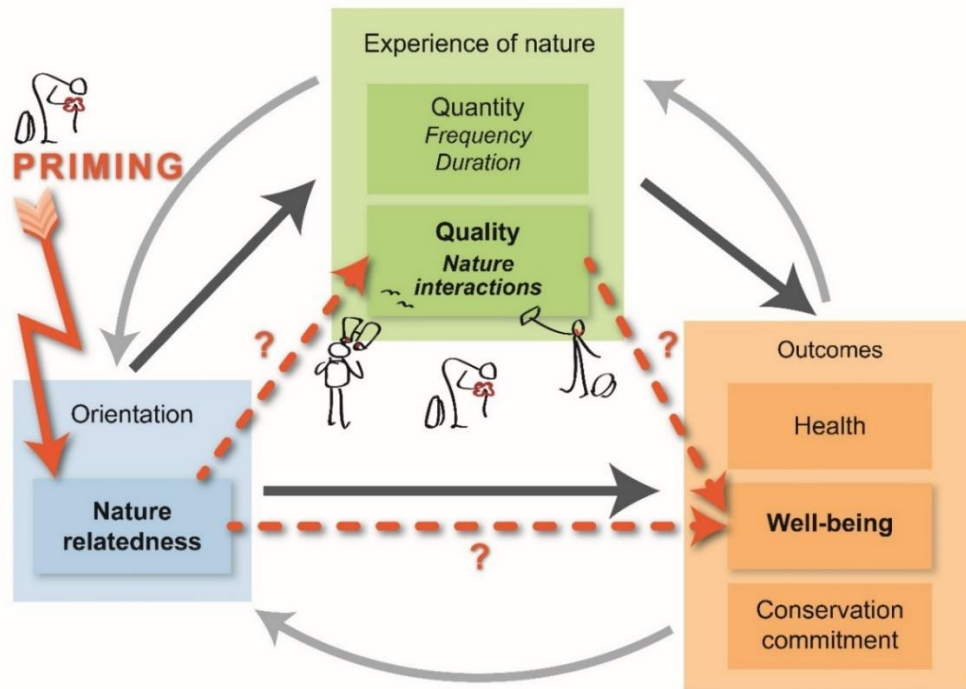 Experience of nature
Quantity
Frequency
Duration
Quality
Nature
interactions
PRIMING
?
?
Orientation
Nature
relatedness
?
Outcomes
Health
Well-being
Conservation
commitment